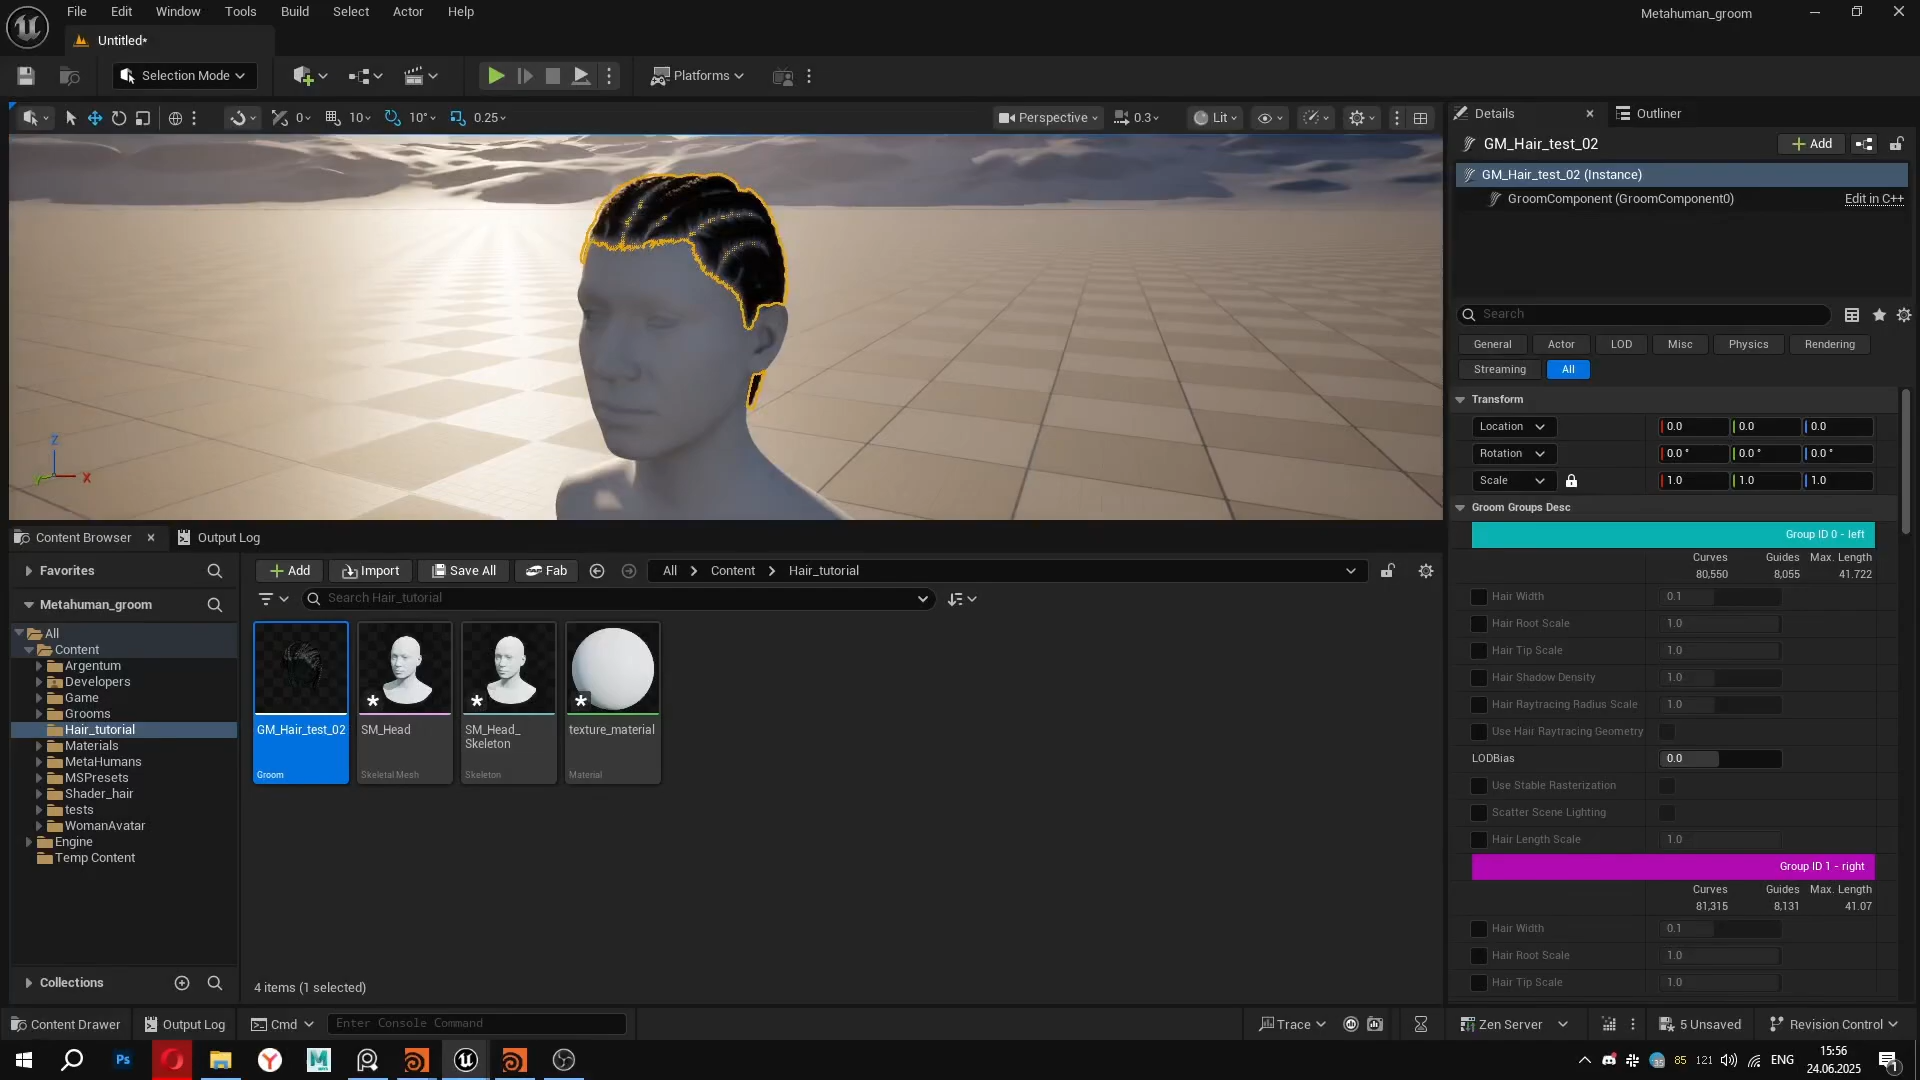 File Edit Window Tools Build Select Actor Help
Metahuman_groom
Untitled*
Selection Mode
Platforms
0 10 10° 0.25
Perspective 0.3 Lit
Details Outliner
GM_Hair_test_02
Add
GM_Hair_test_02 (Instance)
GroomComponent (GroomComponent0) Edit in C++
Search
General Actor LOD Misc Physics Rendering
Streaming All
Transform
Location 0.0 0.0 0.0
Rotation 0.0° 0.0° 0.0°
Scale 1.0 1.0 1.0
Groom Groups Desc
Group ID 0 - left
Curves Guides Max. Length
80,550 8,055 41.722
Hair Width 0.1
Hair Root Scale 1.0
Hair Tip Scale 1.0
Hair Shadow Density 1.0
Hair Raytracing Radius Scale 1.0
Use Hair Raytracing Geometry
LODBias 0.0
Use Stable Rasterization
Scatter Scene Lighting
Hair Length Scale 1.0
Group ID 1 - right
Curves Guides Max. Length
81,315 8,131 41.07
Hair Width 0.1
Hair Root Scale 1.0
Hair Tip Scale 1.0
Z
X
Content Browser Output Log
Favorites
Metahuman_groom
All
Content
Argentum
Developers
Game
Grooms
Hair_tutorial
Materials
MetaHumans
MSPresets
Shader_hair
tests
WomanAvatar
Engine
Temp Content
Collections
Add Import Save All Fab
All Content Hair_tutorial
Search Hair_tutorial
GM_Hair_test_02
Groom
SM_Head
Skeletal Mesh
SM_Head_
Skeleton
Skeleton
texture_material
Material
4 items (1 selected)
Content Drawer Output Log Cmd Enter Console Command
Trace Zen Server 5 Unsaved Revision Control
Ps
85 121 ENG
15:56
24.06.2025
1